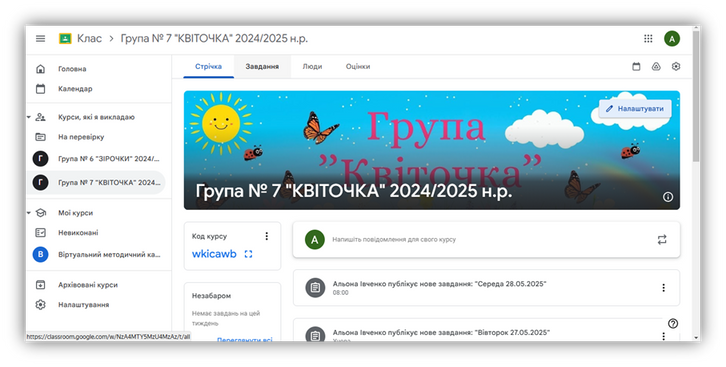 Клас > Група № 7 "КВІТОЧКА" 2024/2025 н.р.
А
Головна
Календар
Курси, які я викладаю
На перевірку
Г Група № 6 "ЗІРОЧКИ" 2024/...
Г Група № 7 "КВІТОЧКА" 2024...
Мої курси
Невиконані
В Віртуальний методичний ка...
Архівовані курси
Налаштування
https://classroom.google.com/w/NzA4MTY5MzU4MzAz/t/all
Стрічка Завдання Люди Оцінки
Налаштувати
Група
"Квіточка"
Група № 7 "КВІТОЧКА" 2024/2025 н.р.
Код курсу
wkicawb
Незабаром
Немає завдань на цей
тиждень
Переглянути всі
А Напишіть повідомлення для свого курсу
Альона Івченко публікує нове завдання: "Середа 28.05.2025"
08:00
Альона Івченко публікує нове завдання: "Вівторок 27.05.2025"